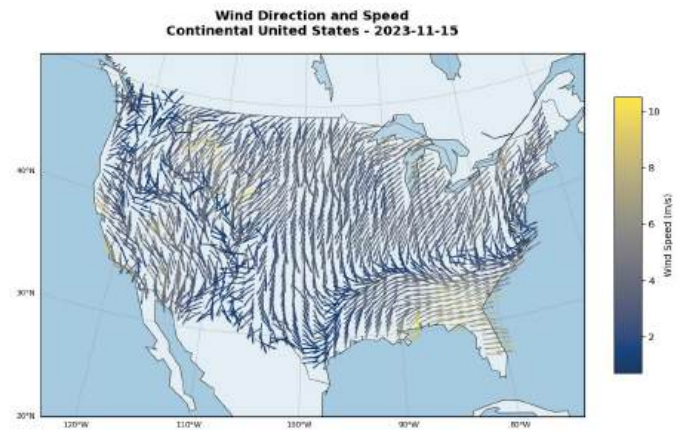 Wind Direction and Speed
Continental United States - 2023-11-15
40°N
30°N
20°N
120°W
110°W
100°W
90°W
80°W
10
8
6
4
2
Wind Speed (m/s)